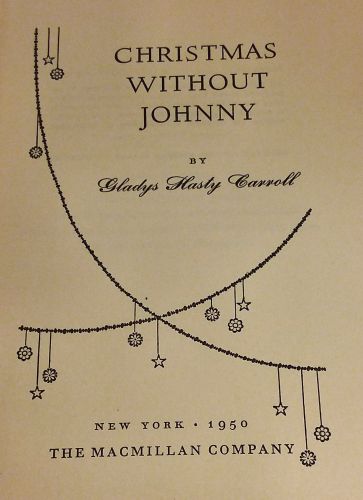 CHRISTMAS
WITHOUT
JOHNNY
BY
Gladys Hasty Carroll
NEW YORK · 1950
THE MACMILLAN COMPANY